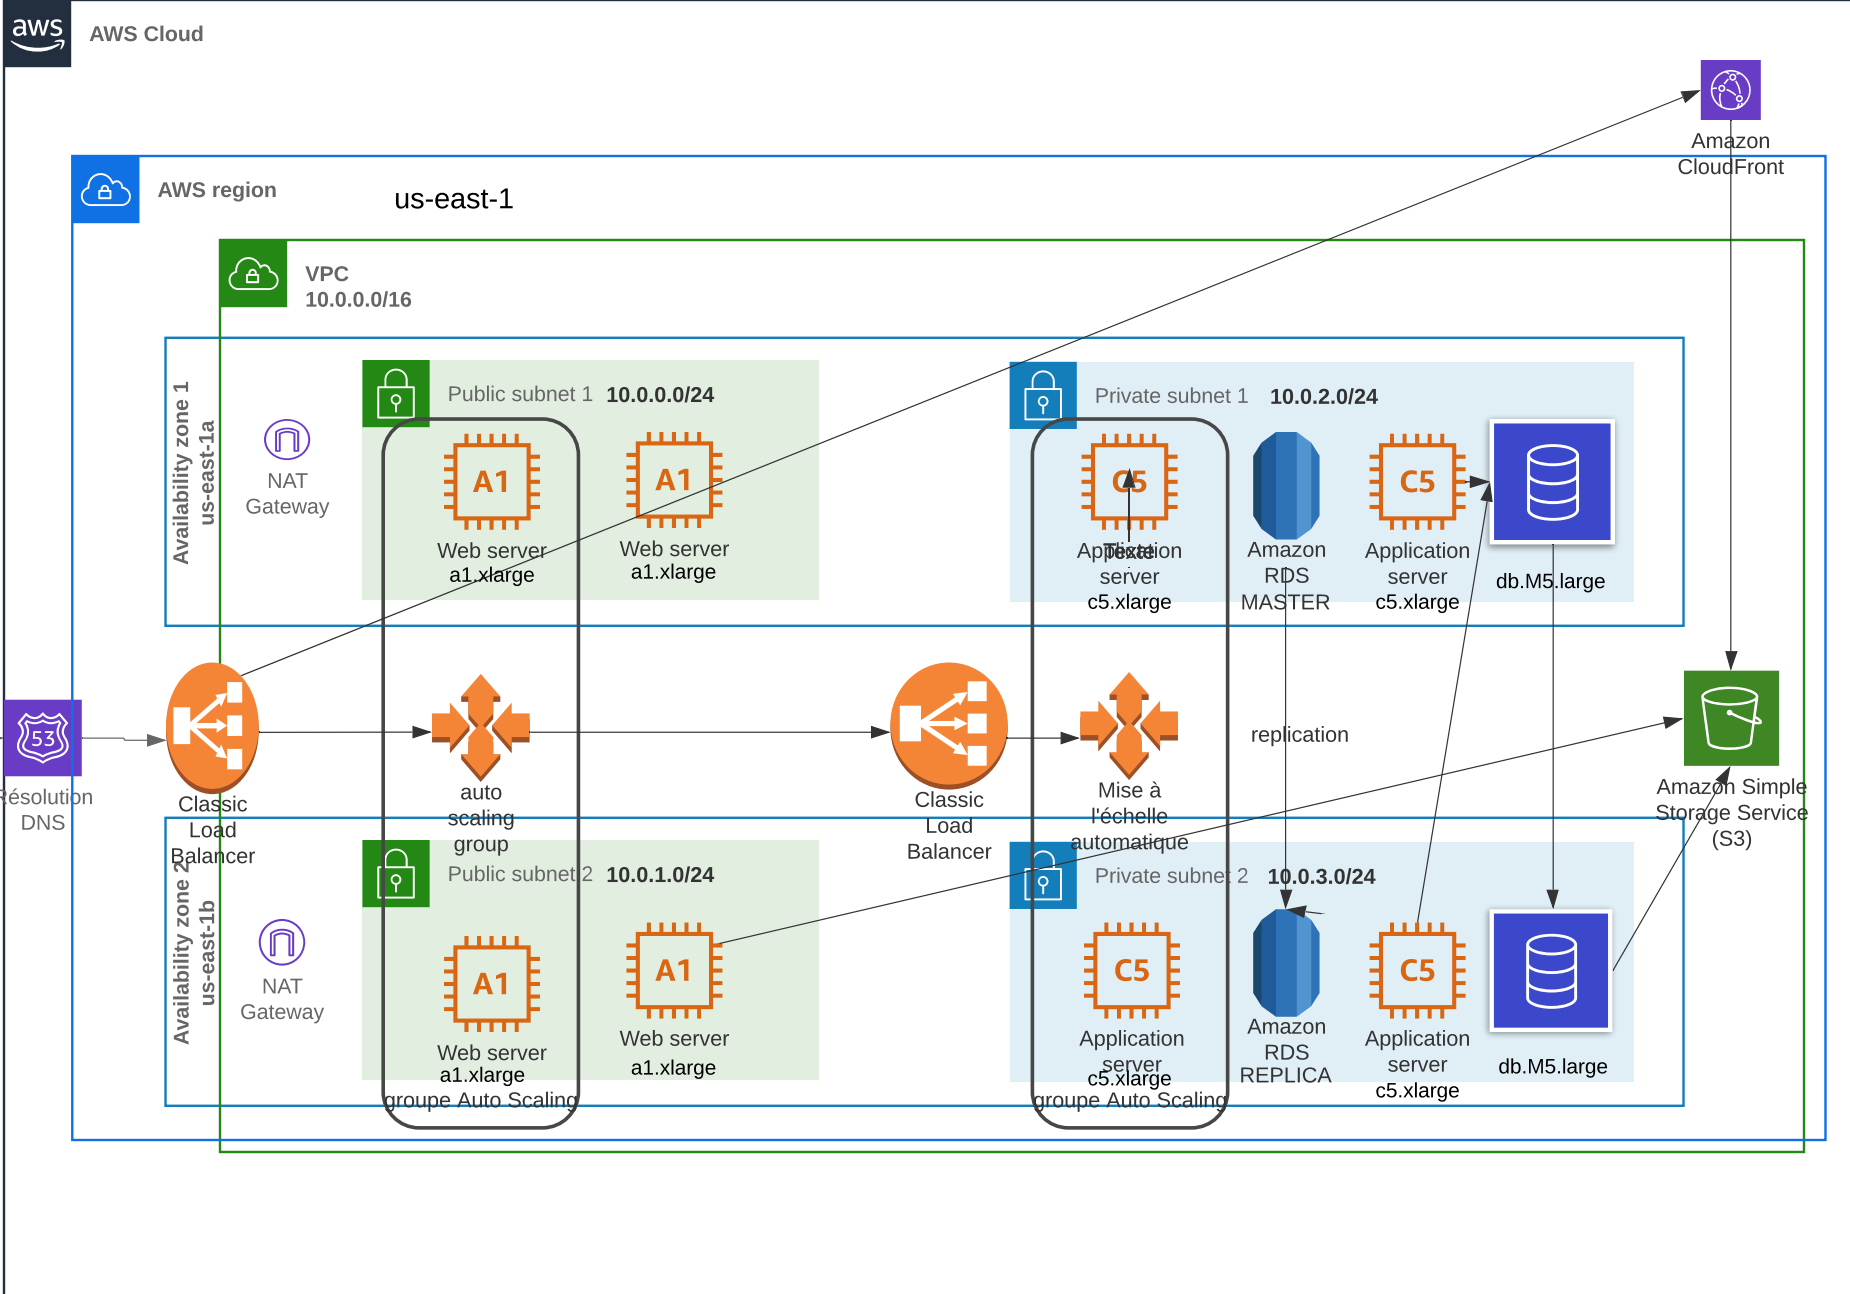 aws
AWS Cloud
Amazon
CloudFront
AWS region
us-east-1
VPC
10.0.0.0/16
Availability zone 1
us-east-1a
NAT
Gateway
Public subnet 1 10.0.0.0/24
A1
Web server
a1.xlarge
A1
Web server
a1.xlarge
Private subnet 1 10.0.2.0/24
C5
Application
server
c5.xlarge
Texte
Amazon
RDS
MASTER
C5
Application
server
c5.xlarge
db.M5.large
53
Résolution
DNS
Classic
Load
Balancer
auto
scaling
group
Classic
Load
Balancer
Mise à
l'échelle
automatique
replication
Amazon Simple
Storage Service
(S3)
Availability zone 2
us-east-1b
NAT
Gateway
Public subnet 2 10.0.1.0/24
A1
Web server
a1.xlarge
A1
Web server
a1.xlarge
groupe Auto Scaling
Private subnet 2 10.0.3.0/24
C5
Application
server
c5.xlarge
groupe Auto Scaling
Amazon
RDS
REPLICA
C5
Application
server
c5.xlarge
db.M5.large